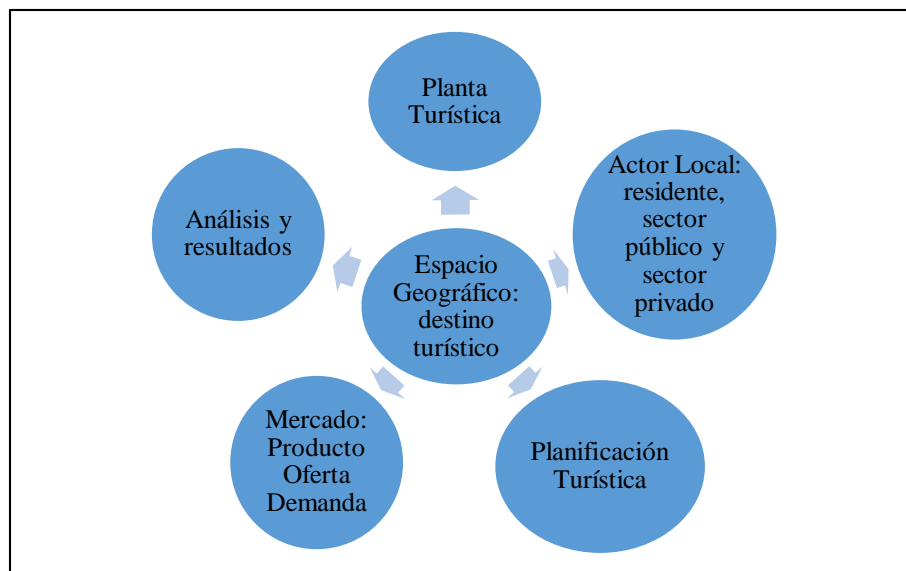 Planta
Turística
Actor Local:
residente,
sector
público y
sector
privado
Análisis y
resultados
Espacio
Geográfico:
destino
turístico
Mercado:
Producto
Oferta
Demanda
Planificación
Turística